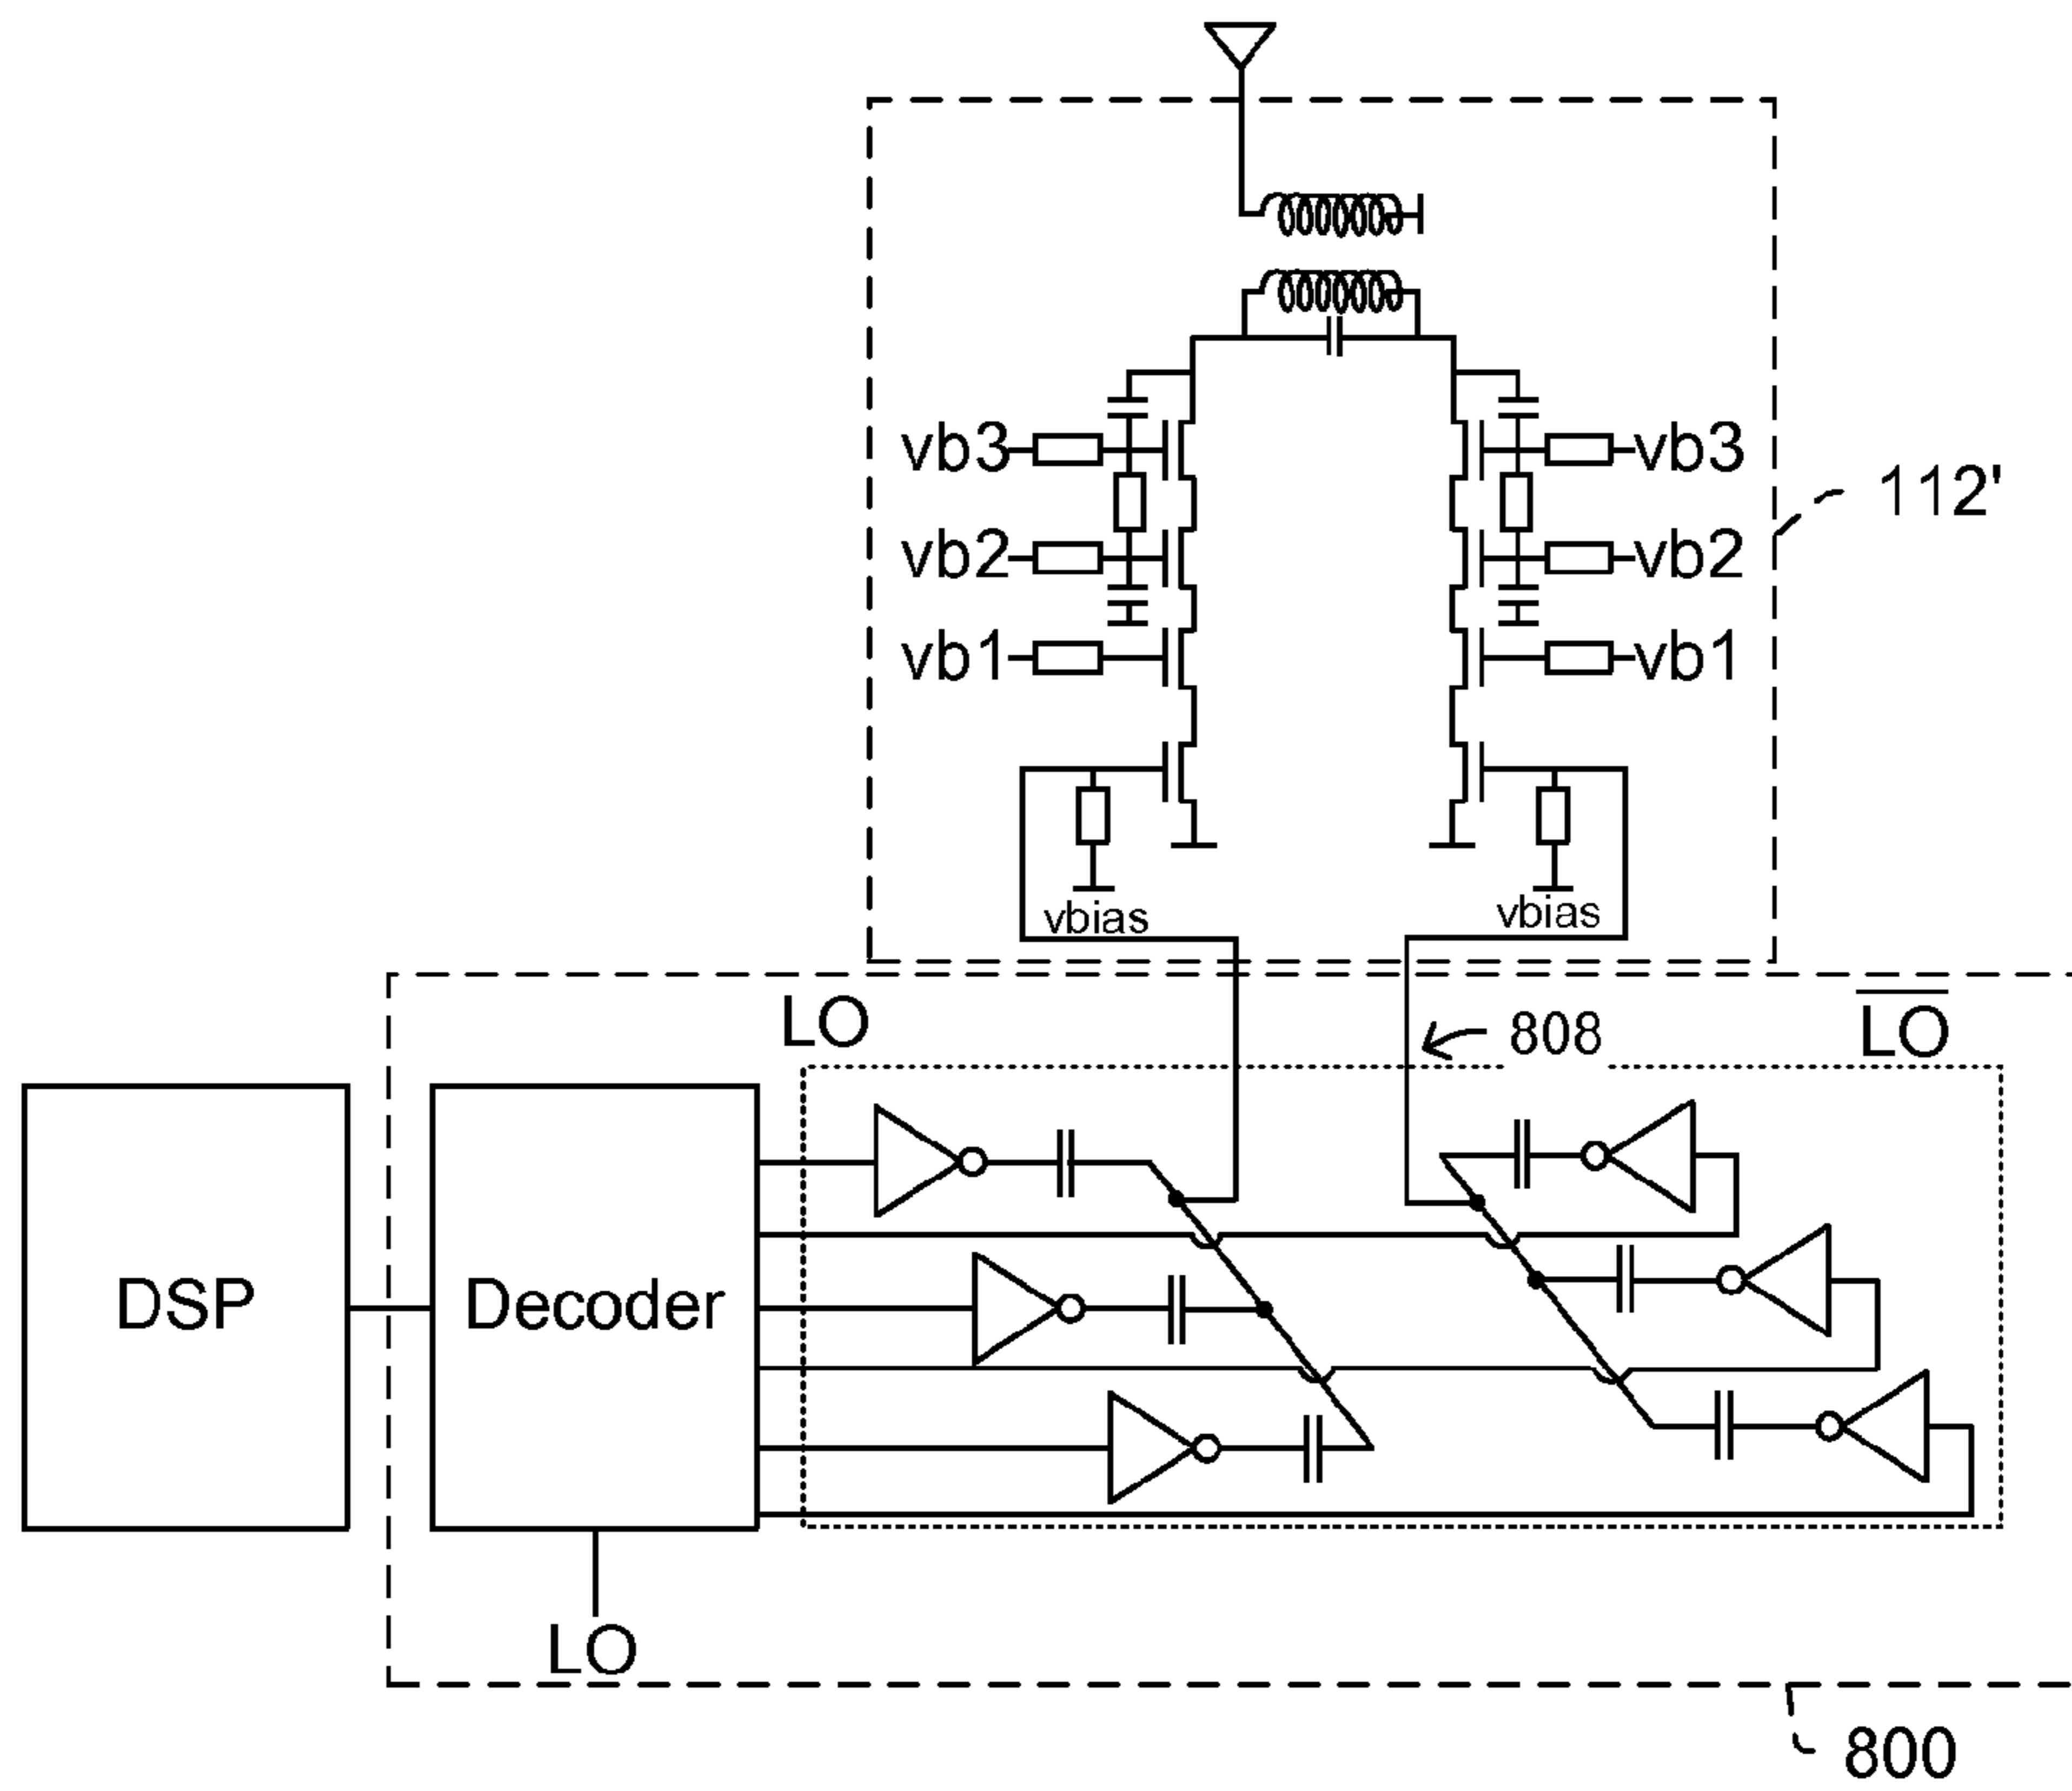 vb3 vb3
112'
vb2 vb2
vb1 vb1
vbias vbias
LO 808 LO
DSP Decoder
LO
800